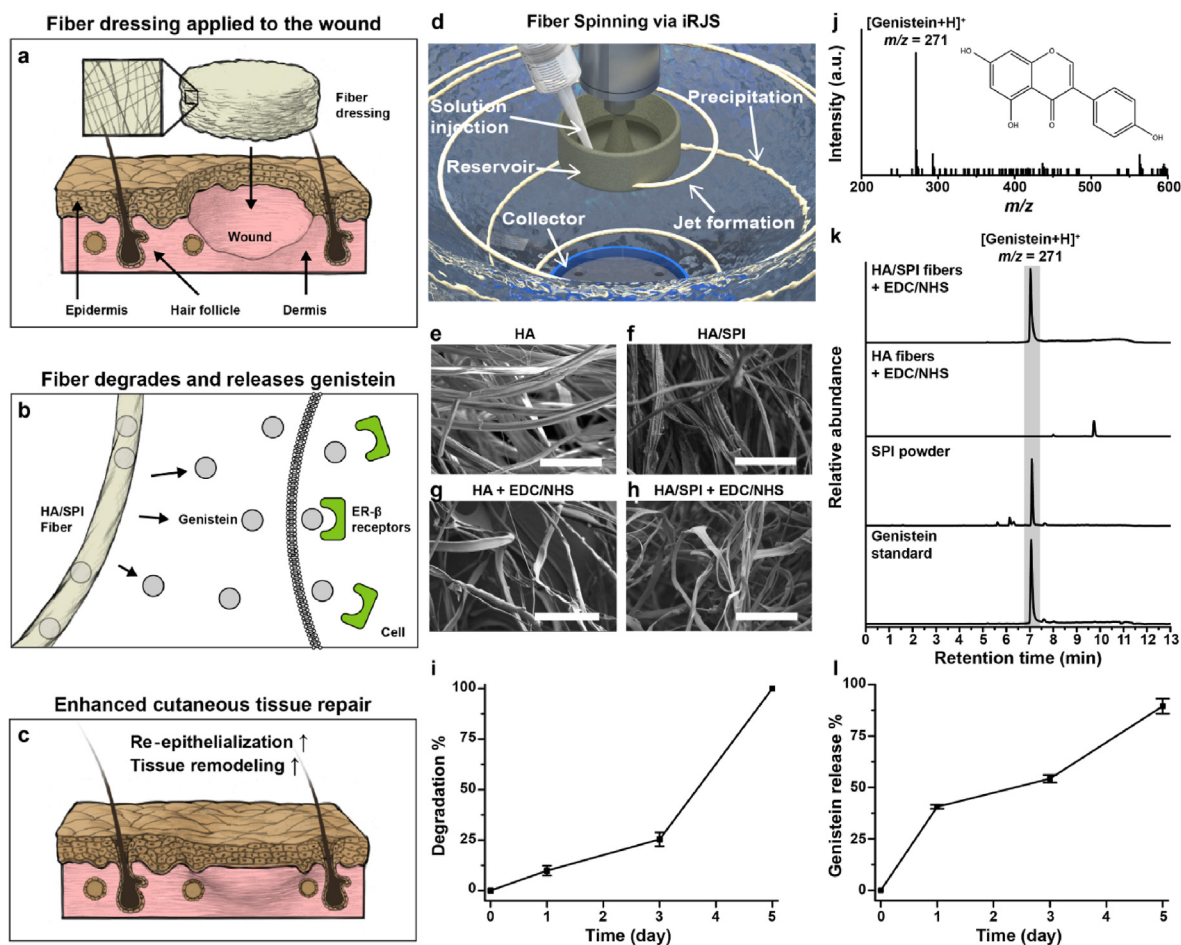 Fiber dressing applied to the wound
a
Fiber
dressing
Wound
Epidermis
Hair follicle
Dermis
Fiber degrades and releases genistein
b
HA/SPI
Fiber
Genistein
ER-β
receptors
Cell
Enhanced cutaneous tissue repair
c
Re-epithelialization ↑
Tissue remodeling ↑
d
Fiber Spinning via iRJS
Solution
injection
Precipitation
Reservoir
Jet formation
Collector
e
HA
f
HA/SPI
g
HA + EDC/NHS
h
HA/SPI + EDC/NHS
i
Degradation %
100
75
50
25
0
0 1 2 3 4 5
Time (day)
j
[Genistein+H]⁺
m/z = 271
Intensity (a.u.)
HO
O
OH
O
OH
200 300 400 500 600
m/z
k
[Genistein+H]⁺
m/z = 271
HA/SPI fibers
+ EDC/NHS
HA fibers
+ EDC/NHS
SPI powder
Genistein
standard
Relative abundance
0 1 2 3 4 5 6 7 8 9 10 11 12 13
Retention time (min)
l
Genistein release %
100
75
50
25
0
0 1 2 3 4 5
Time (day)